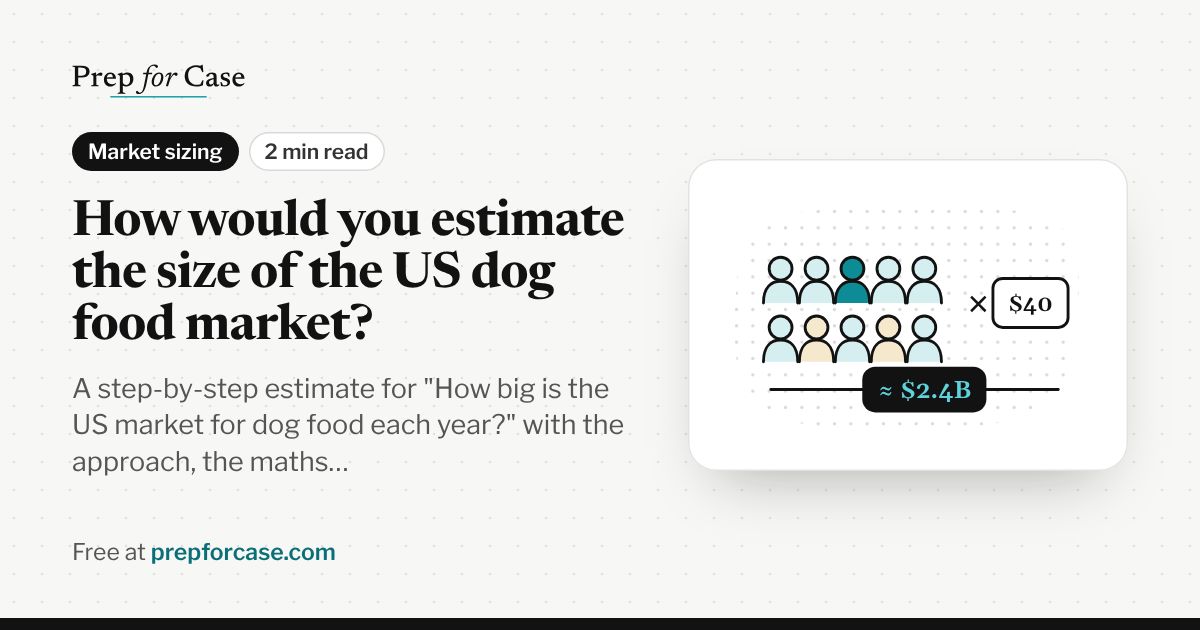 Prep for Case
Market sizing
2 min read
How would you estimate
the size of the US dog
food market?
A step-by-step estimate for "How big is the
US market for dog food each year?" with the
approach, the maths...
Free at prepforcase.com
× $40
≈ $2.4B